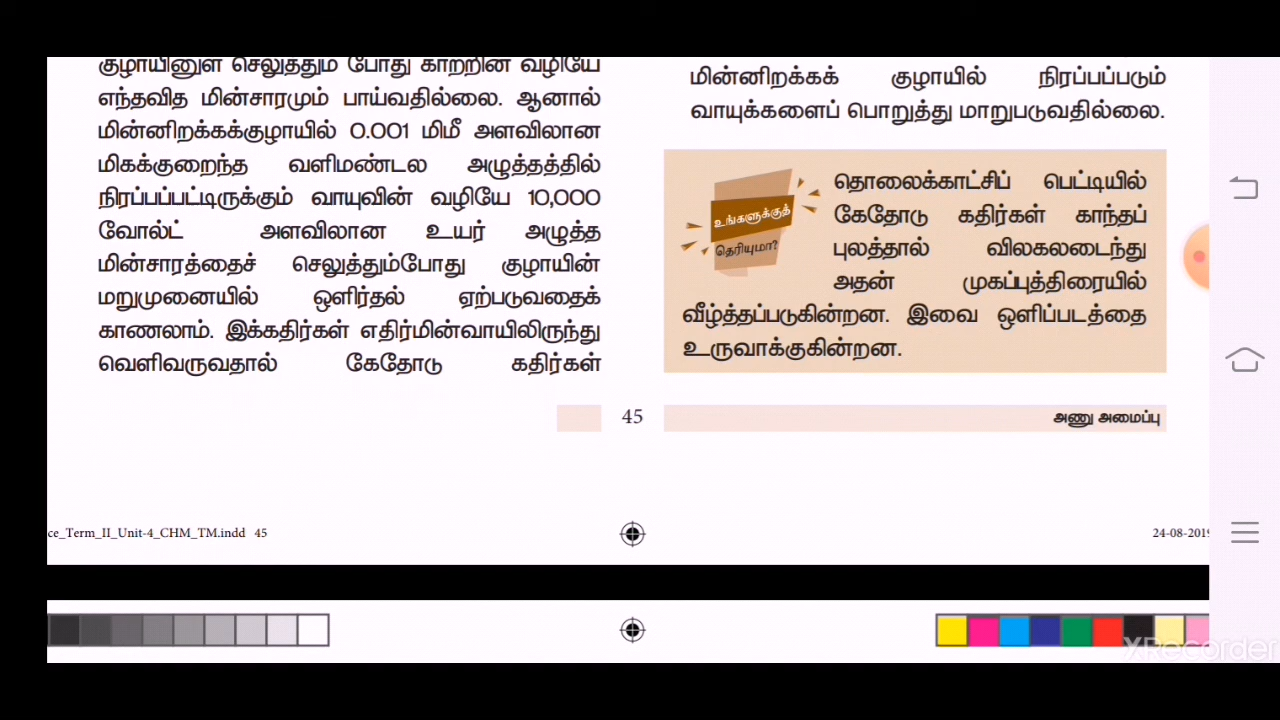 குழாயினுள் செலுத்தும் போது காற்றின் வழியே
எந்தவித மின்சாரமும் பாய்வதில்லை. ஆனால்
மின்னிறக்கக்குழாயில் 0.001 மிமீ அளவிலான
மிகக்குறைந்த வளிமண்டல அழுத்தத்தில்
நிரப்பப்பட்டிருக்கும் வாயுவின் வழியே 10,000
வோல்ட் அளவிலான உயர் அழுத்த
மின்சாரத்தைச் செலுத்தும்போது குழாயின்
மறுமுனையில் ஒளிர்தல் ஏற்படுவதைக்
காணலாம். இக்கதிர்கள் எதிர்மின்வாயிலிருந்து
வெளிவருவதால் கேதோடு கதிர்கள்
மின்னிறக்கக் குழாயில் நிரப்பப்படும்
வாயுக்களைப் பொறுத்து மாறுபடுவதில்லை.
உங்களுக்குத்
தெரியுமா?
தொலைக்காட்சிப் பெட்டியில்
கேதோடு கதிர்கள் காந்தப்
புலத்தால் விலகலடைந்து
அதன் முகப்புத்திரையில்
வீழ்த்தப்படுகின்றன. இவை ஒளிப்படத்தை
உருவாக்குகின்றன.
45
அணு அமைப்பு
ce_Term_II_Unit-4_CHM_TM.indd 45
24-08-2019
XRecorder